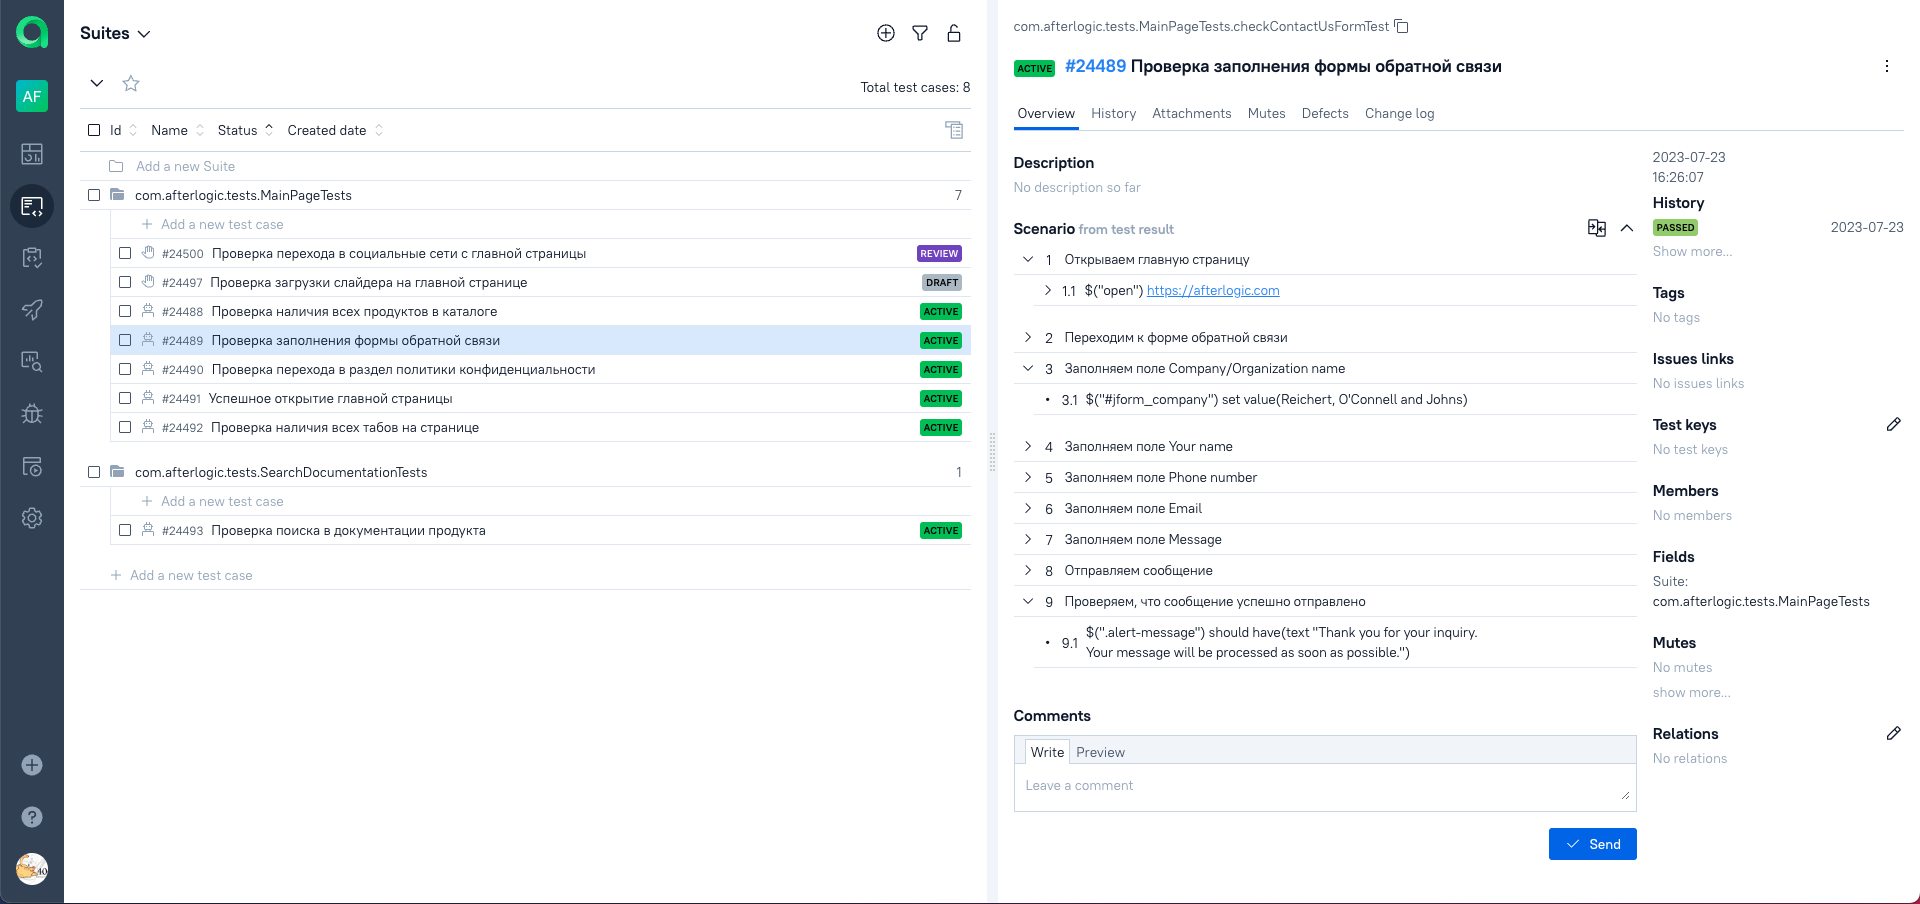 AF
Suites
Total test cases: 8
Id Name Status Created date
Add a new Suite
com.afterlogic.tests.MainPageTests 7
Add a new test case
#24500 Проверка перехода в социальные сети с главной страницы REVIEW
#24497 Проверка загрузки слайдера на главной странице DRAFT
#24488 Проверка наличия всех продуктов в каталоге ACTIVE
#24489 Проверка заполнения формы обратной связи ACTIVE
#24490 Проверка перехода в раздел политики конфиденциальности ACTIVE
#24491 Успешное открытие главной страницы ACTIVE
#24492 Проверка наличия всех табов на странице ACTIVE
com.afterlogic.tests.SearchDocumentationTests 1
Add a new test case
#24493 Проверка поиска в документации продукта ACTIVE
Add a new test case
com.afterlogic.tests.MainPageTests.checkContactUsFormTest
ACTIVE #24489 Проверка заполнения формы обратной связи
Overview History Attachments Mutes Defects Change log
Description
No description so far
Scenario from test result
1 Открываем главную страницу
1.1 $("open") https://afterlogic.com
2 Переходим к форме обратной связи
3 Заполняем поле Company/Organization name
3.1 $("#jform_company") set value(Reichert, O'Connell and Johns)
4 Заполняем поле Your name
5 Заполняем поле Phone number
6 Заполняем поле Email
7 Заполняем поле Message
8 Отправляем сообщение
9 Проверяем, что сообщение успешно отправлено
9.1 $(".alert-message") should have(text "Thank you for your inquiry.
Your message will be processed as soon as possible.")
Comments
Write Preview
Leave a comment
Send
2023-07-23
16:26:07
History
PASSED 2023-07-23
Show more...
Tags
No tags
Issues links
No issues links
Test keys
No test keys
Members
No members
Fields
Suite:
com.afterlogic.tests.MainPageTests
Mutes
No mutes
show more...
Relations
No relations